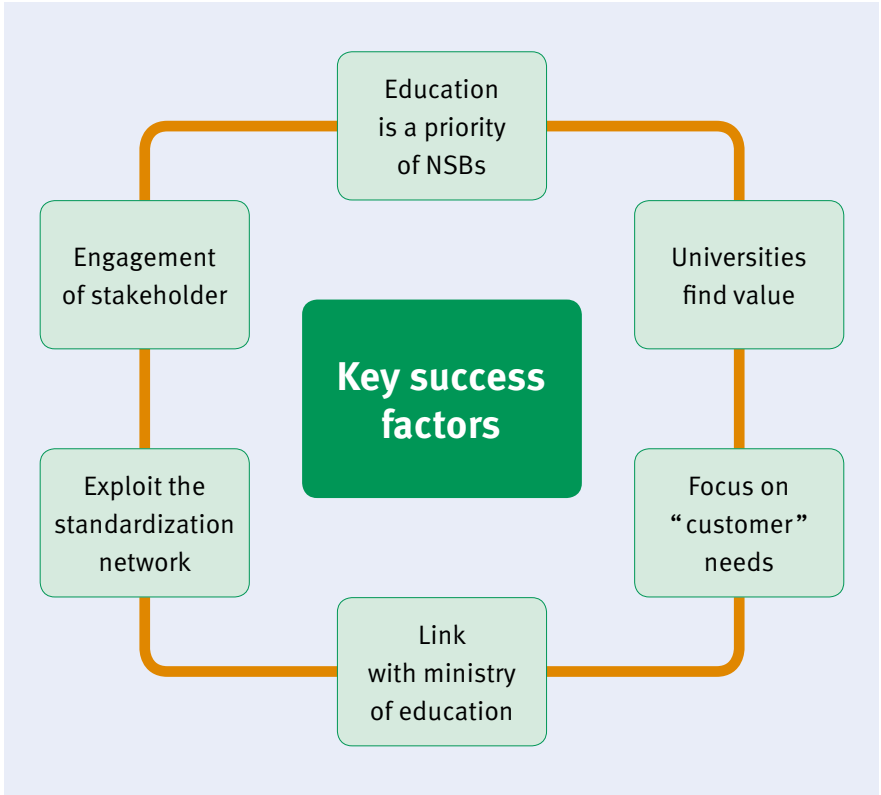 Education
is a priority
of NSBs
Engagement
of stakeholder
Universities
find value
Key success
factors
Exploit the
standardization
network
Focus on
“customer”
needs
Link
with ministry
of education